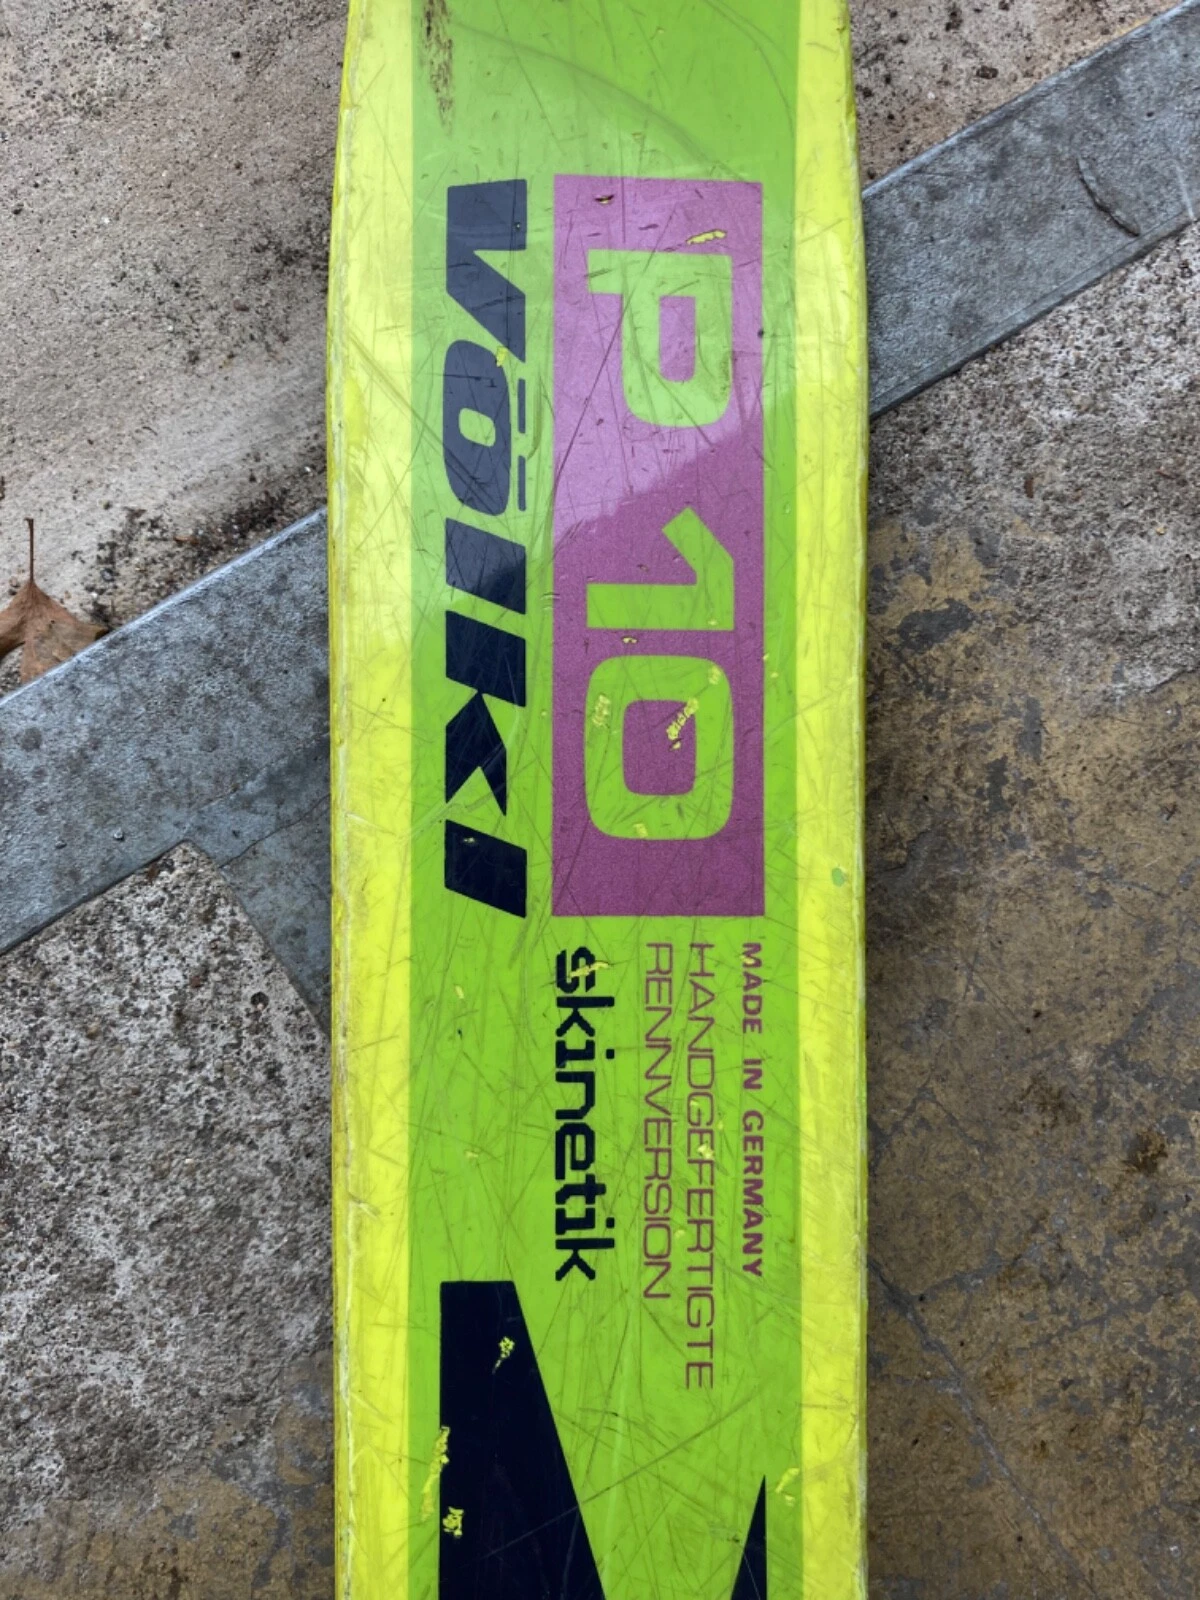 MADE IN GERMANY
HANDGEFERTIGTE
RENNVERSION
P10
skinetik
völkl